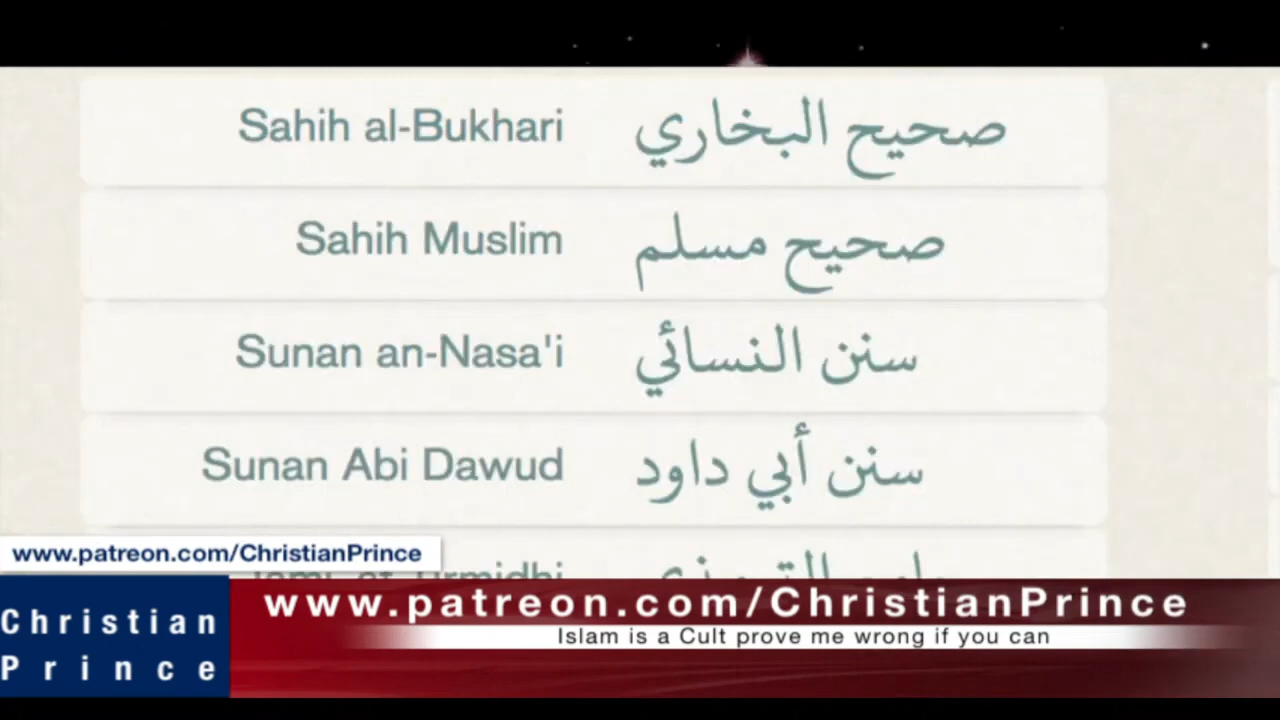 Sahih al-Bukhari صحيح البخاري
Sahih Muslim صحيح مسلم
Sunan an-Nasa'i سنن النسائي
Sunan Abi Dawud سنن أبي داود
www.patreon.com/ChristianPrince
www.patreon.com/ChristianPrince
Islam is a Cult prove me wrong if you can
Christian
Prince